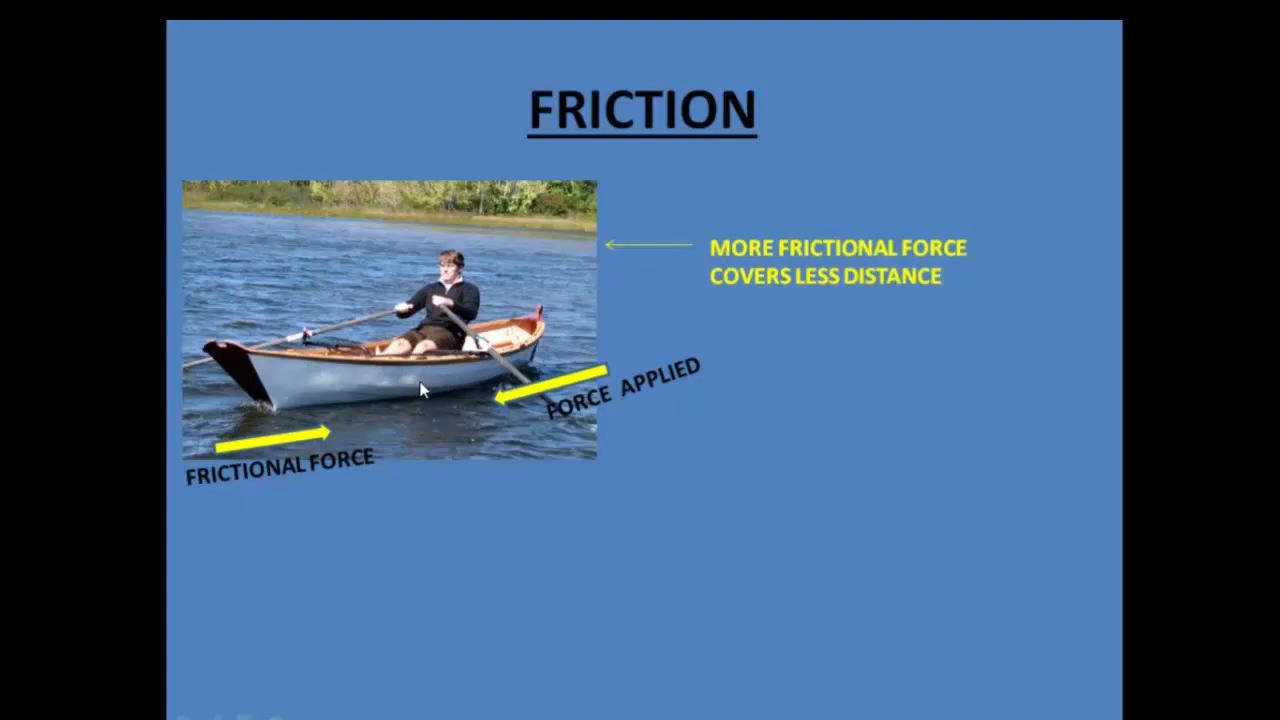 FRICTION
MORE FRICTIONAL FORCE
COVERS LESS DISTANCE
FORCE APPLIED
FRICTIONAL FORCE